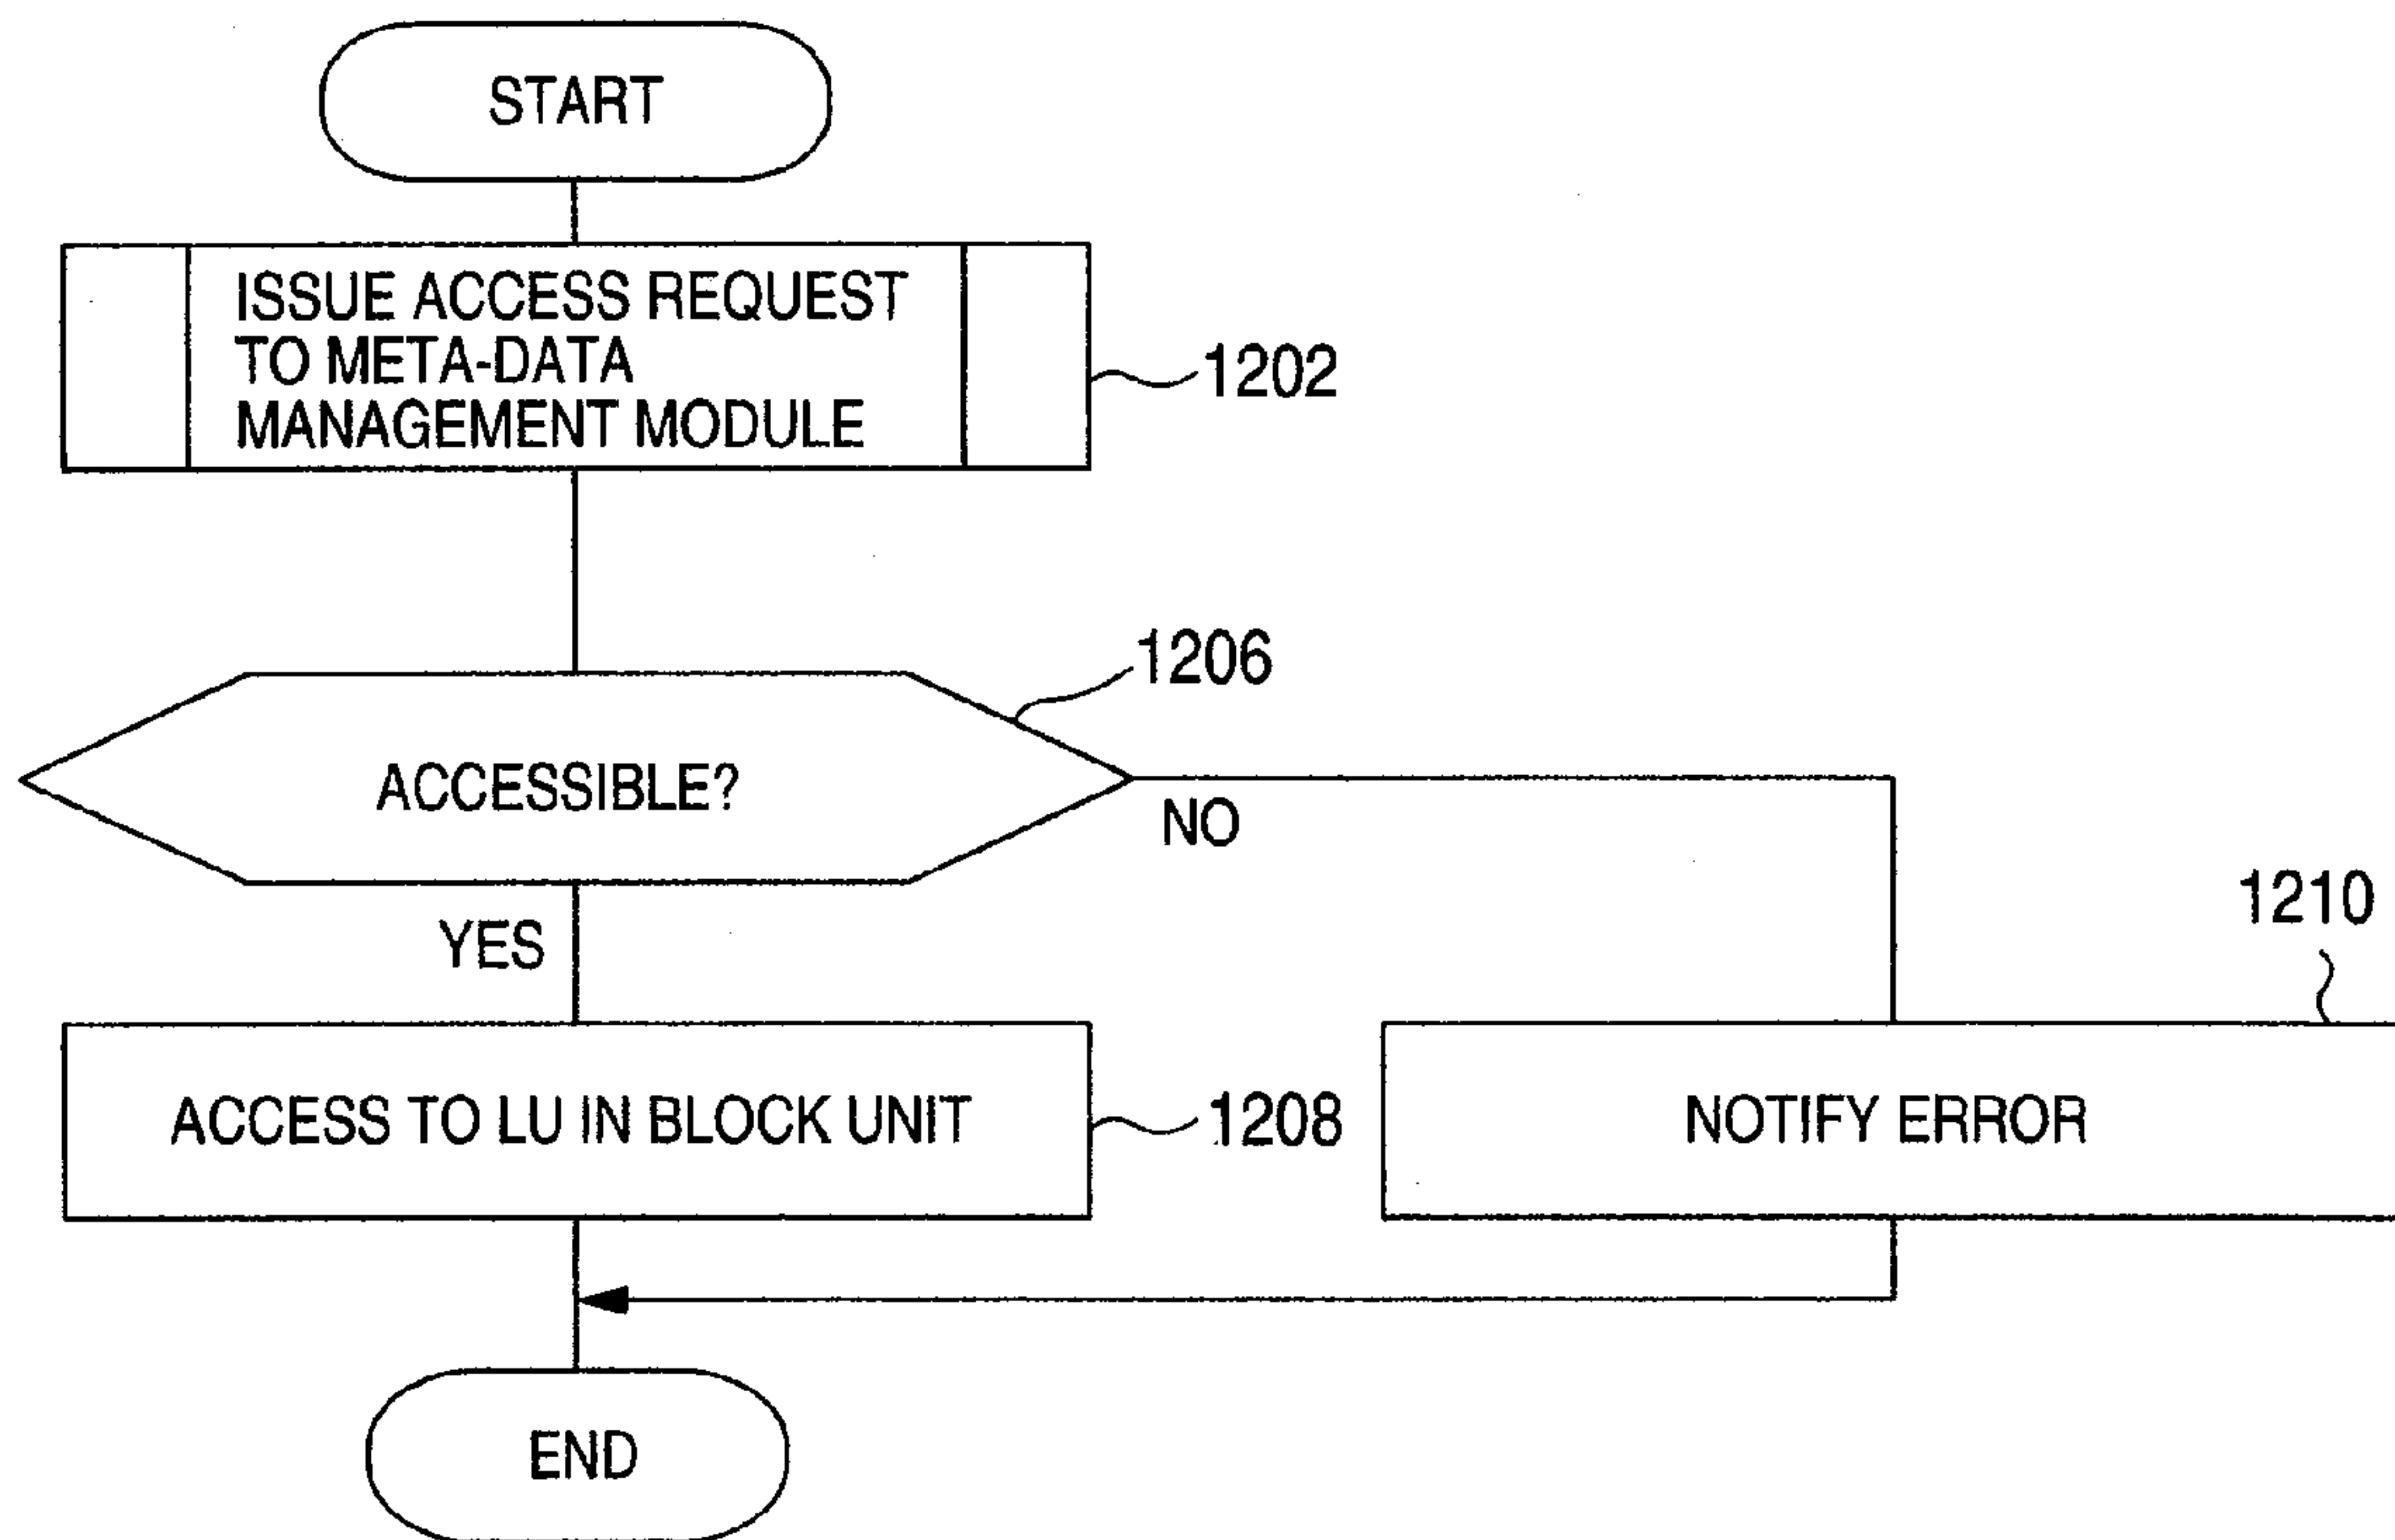 START
ISSUE ACCESS REQUEST
TO META-DATA
MANAGEMENT MODULE
1202
1206
ACCESSIBLE?
NO
YES
1210
ACCESS TO LU IN BLOCK UNIT
1208
NOTIFY ERROR
END